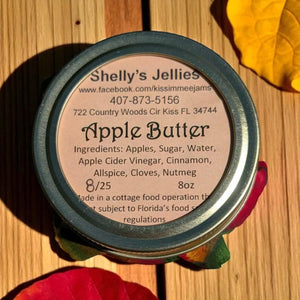 Shelly's Jellies
www.facebook.com/kissimmeejams
407-873-5156
722 Country Woods Cir Kiss FL 34744
Apple Butter
Ingredients: Apples, Sugar, Water,
Apple Cider Vinegar, Cinnamon,
Allspice, Cloves, Nutmeg
8/25 8oz
Made in a cottage food operation that
not subject to Florida's food
regulations